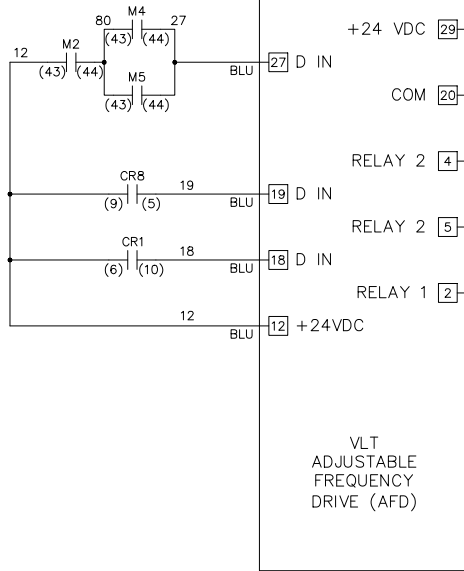 M4
80 27
+24 VDC 29
(43) (44)
12 M2
27 D IN
(43) (44)
M5
BLU
(43) (44)
COM 20
RELAY 2 4
CR8
19
19 D IN
(9) (5)
BLU
RELAY 2 5
CR1
18
18 D IN
(6) (10)
BLU
RELAY 1 2
12
12 +24VDC
BLU
VLT
ADJUSTABLE
FREQUENCY
DRIVE (AFD)